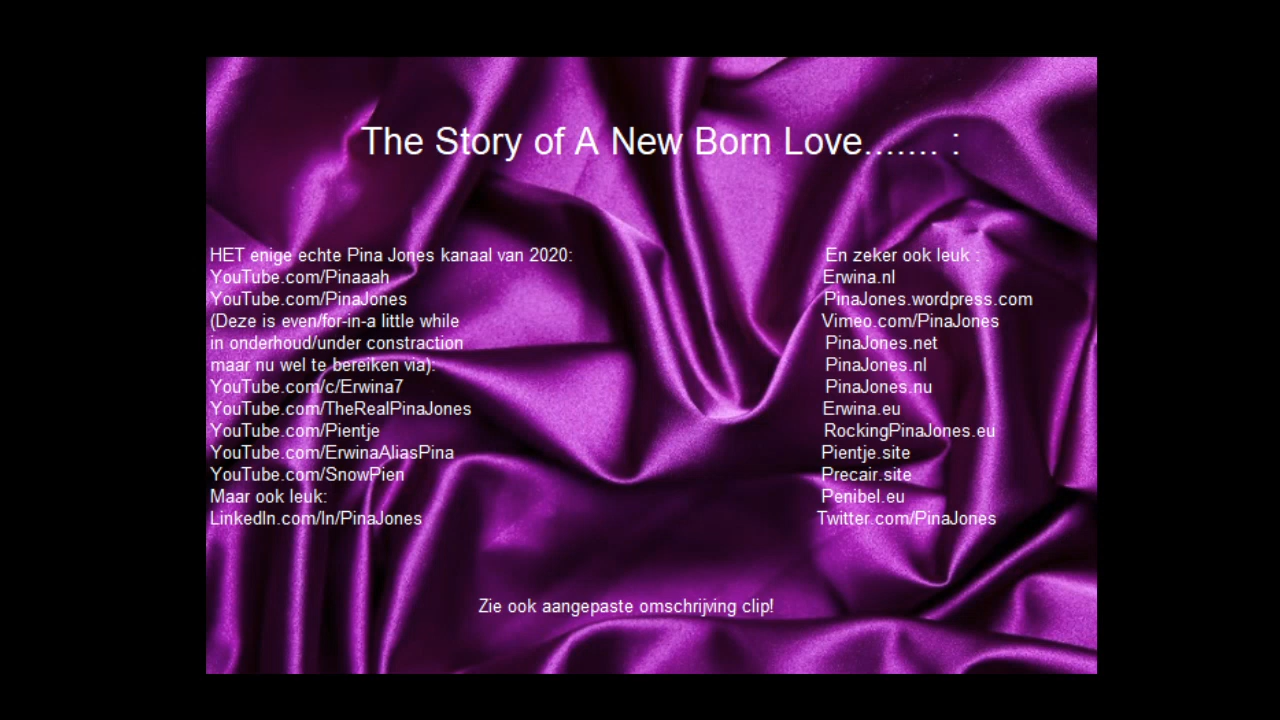 The Story of A New Born Love....... :
HET enige echte Pina Jones kanaal van 2020:
YouTube.com/Pinaaah
YouTube.com/PinaJones
(Deze is even/for-in-a little while
in onderhoud/under constraction
maar nu wel te bereiken via):
YouTube.com/c/Erwina7
YouTube.com/TheRealPinaJones
YouTube.com/Pientje
YouTube.com/ErwinaAliasPina
YouTube.com/SnowPien
Maar ook leuk:
LinkedIn.com/In/PinaJones
En zeker ook leuk :
Erwina.nl
PinaJones.wordpress.com
Vimeo.com/PinaJones
PinaJones.net
PinaJones.nl
PinaJones.nu
Erwina.eu
RockingPinaJones.eu
Pientje.site
Precair.site
Penibel.eu
Twitter.com/PinaJones
Zie ook aangepaste omschrijving clip!